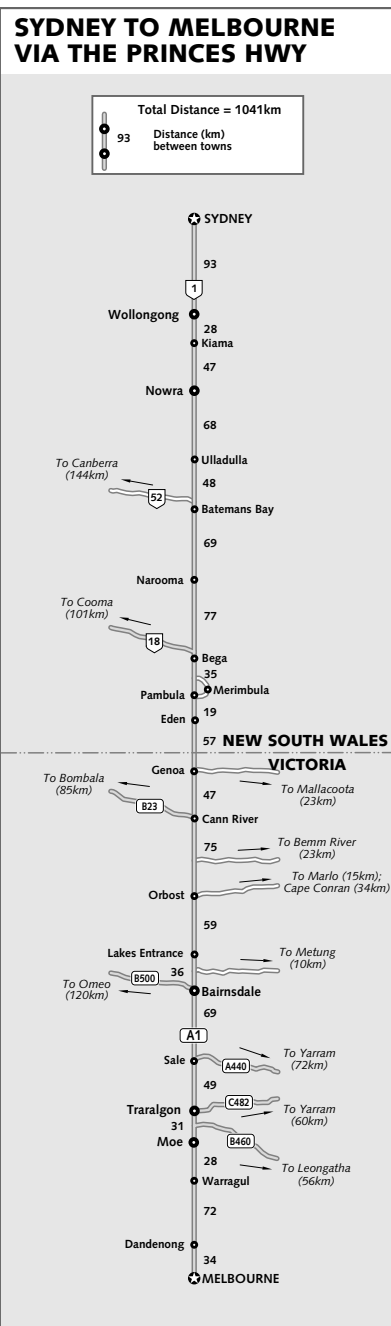 SYDNEY TO MELBOURNE
VIA THE PRINCES HWY
Total Distance = 1041km
93
Distance (km)
between towns
SYDNEY
93
1
Wollongong
28
Kiama
47
Nowra
68
Ulladulla
To Canberra
(144km)
48
52
Batemans Bay
69
Narooma
77
To Cooma
(101km)
18
Bega
35
Merimbula
Pambula
19
Eden
57
NEW SOUTH WALES
VICTORIA
Genoa
To Bombala
(85km)
To Mallacoota
(23km)
47
B23
Cann River
75
To Bemm River
(23km)
To Marlo (15km);
Cape Conran (34km)
Orbost
59
Lakes Entrance
To Metung
(10km)
36
B500
To Omeo
(120km)
Bairnsdale
69
A1
Sale
To Yarram
(72km)
A440
49
C482
Traralgon
To Yarram
(60km)
31
Moe
B460
28
To Leongatha
(56km)
Warragul
72
Dandenong
34
MELBOURNE